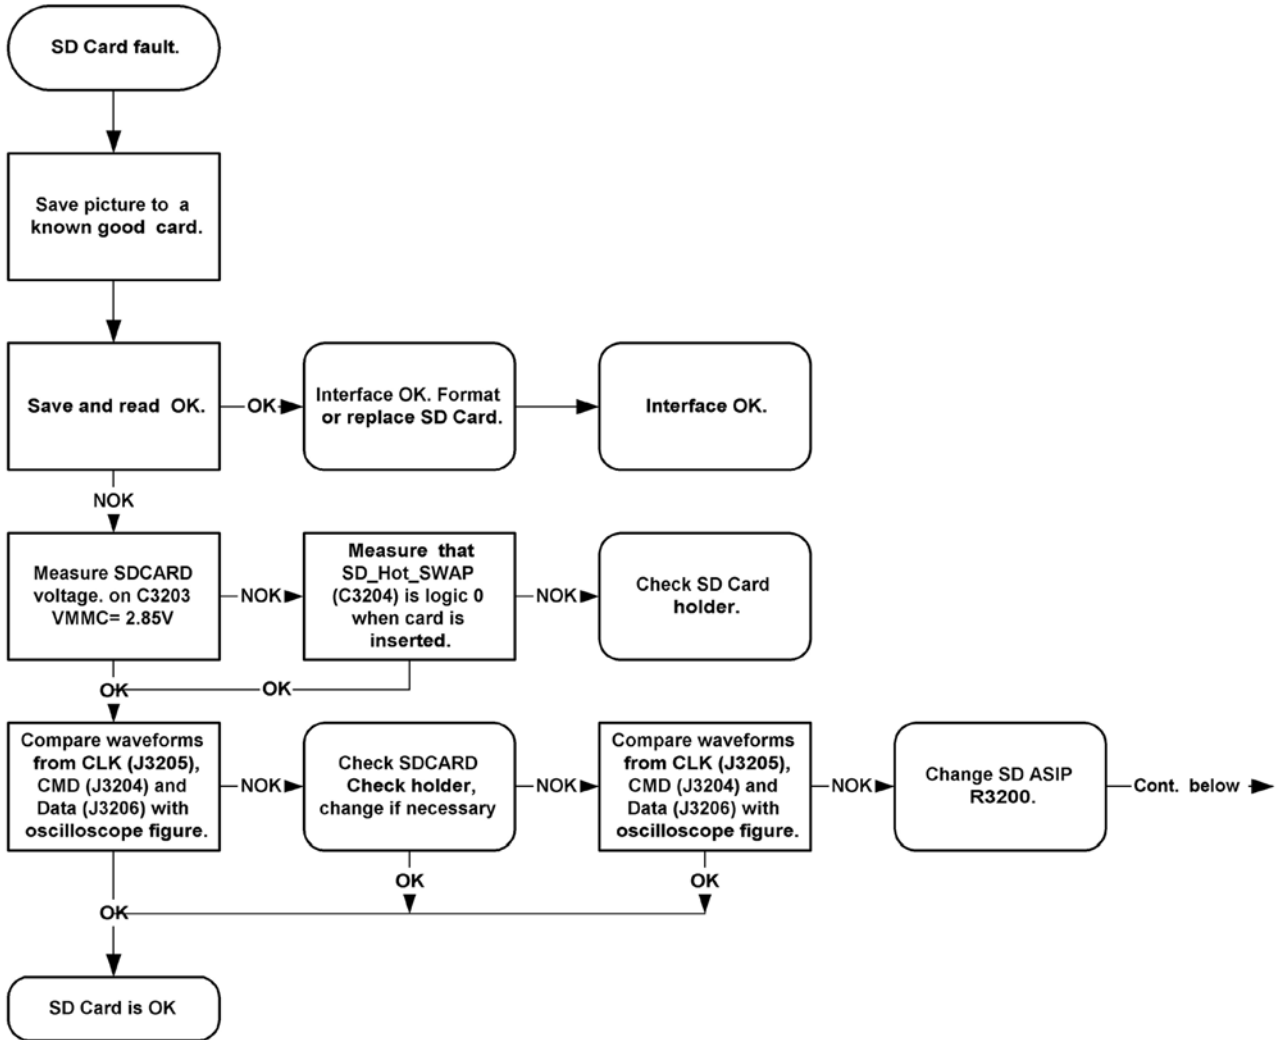 SD Card fault.
Save picture to a
known good card.
Save and read OK.
OK
Interface OK. Format
or replace SD Card.
Interface OK.
NOK
Measure SDCARD
voltage. on C3203
VMMC= 2.85V
NOK
Measure that
SD_Hot_SWAP
(C3204) is logic 0
when card is
inserted.
NOK
Check SD Card
holder.
OK
OK
Compare waveforms
from CLK (J3205),
CMD (J3204) and
Data (J3206) with
oscilloscope figure.
NOK
Check SDCARD
Check holder,
change if necessary
NOK
Compare waveforms
from CLK (J3205),
CMD (J3204) and
Data (J3206) with
oscilloscope figure.
NOK
Change SD ASIP
R3200.
Cont. below
OK
OK
OK
SD Card is OK